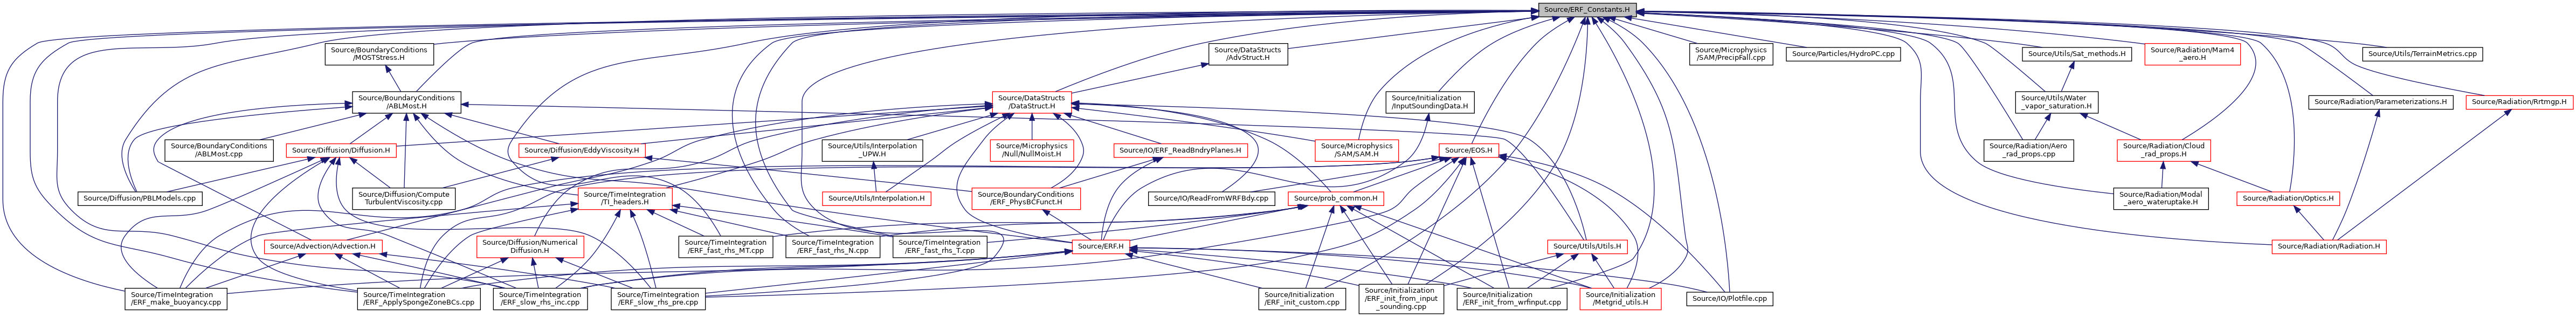 Source/ERF_Constants.H
Source/BoundaryConditions
/MOSTStress.H
Source/DataStructs
/AdvStruct.H
Source/Microphysics
/SAM/PrecipFall.cpp
Source/Particles/HydroPC.cpp
Source/Utils/Sat_methods.H
Source/Radiation/Mam4
_aero.H
Source/Utils/TerrainMetrics.cpp
Source/BoundaryConditions
/ABLMost.H
Source/DataStructs
/DataStruct.H
Source/Initialization
/InputSoundingData.H
Source/Utils/Water
_vapor_saturation.H
Source/Radiation/Parameterizations.H
Source/Radiation/Rrtmgp.H
Source/BoundaryConditions
/ABLMost.cpp
Source/Diffusion/Diffusion.H
Source/Diffusion/EddyViscosity.H
Source/Utils/Interpolation
_UPW.H
Source/Microphysics
/Null/NullMoist.H
Source/IO/ERF_ReadBndryPlanes.H
Source/Microphysics
/SAM/SAM.H
Source/EOS.H
Source/Radiation/Aero
_rad_props.cpp
Source/Radiation/Cloud
_rad_props.H
Source/Diffusion/PBLModels.cpp
Source/Diffusion/Compute
TurbulentViscosity.cpp
Source/TimeIntegration
/TI_headers.H
Source/Utils/Interpolation.H
Source/BoundaryConditions
/ERF_PhysBCFunct.H
Source/IO/ReadFromWRFBdy.cpp
Source/prob_common.H
Source/Radiation/Modal
_aero_wateruptake.H
Source/Radiation/Optics.H
Source/Advection/Advection.H
Source/Diffusion/Numerical
Diffusion.H
Source/TimeIntegration
/ERF_fast_rhs_MT.cpp
Source/TimeIntegration
/ERF_fast_rhs_N.cpp
Source/TimeIntegration
/ERF_fast_rhs_T.cpp
Source/ERF.H
Source/Utils/Utils.H
Source/Radiation/Radiation.H
Source/TimeIntegration
/ERF_make_buoyancy.cpp
Source/TimeIntegration
/ERF_ApplySpongeZoneBCs.cpp
Source/TimeIntegration
/ERF_slow_rhs_inc.cpp
Source/TimeIntegration
/ERF_slow_rhs_pre.cpp
Source/Initialization
/ERF_init_custom.cpp
Source/Initialization
/ERF_init_from_input
_sounding.cpp
Source/Initialization
/ERF_init_from_wrfinput.cpp
Source/Initialization
/Metgrid_utils.H
Source/IO/Plotfile.cpp